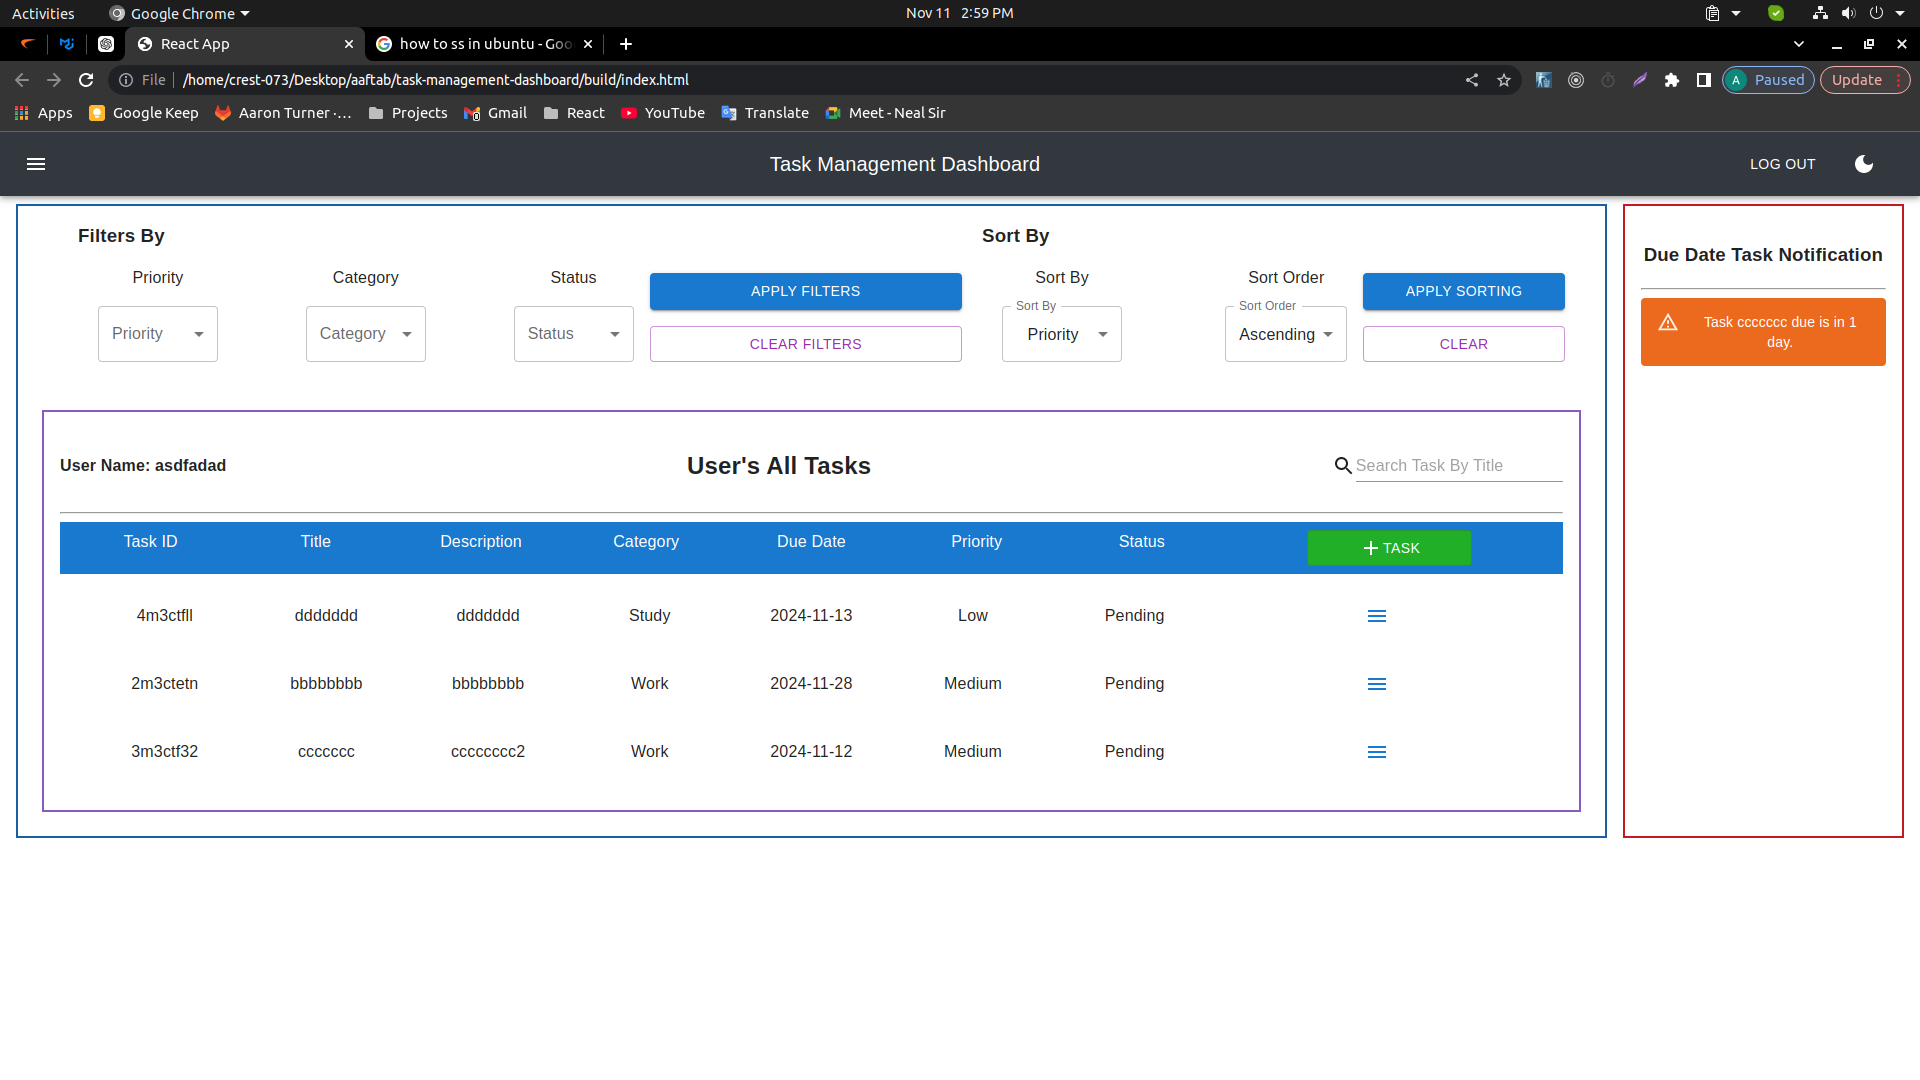 Activities Google Chrome Nov 11 2:59 PM
React App how to ss in ubuntu - Goo
File /home/crest-073/Desktop/aaftab/task-management-dashboard/build/index.html A Paused Update
Apps Google Keep Aaron Turner ·… Projects Gmail React YouTube Translate Meet - Neal Sir
Task Management Dashboard LOG OUT
Filters By Sort By
Priority Category Status Sort By Sort Order
APPLY FILTERS APPLY SORTING
Sort By Sort Order
Priority Category Status Priority Ascending
CLEAR FILTERS CLEAR
Due Date Task Notification
Task ccccccc due is in 1
day.
User Name: asdfadad User's All Tasks Search Task By Title
Task ID Title Description Category Due Date Priority Status TASK
4m3ctfll ddddddd ddddddd Study 2024-11-13 Low Pending
2m3ctetn bbbbbbbb bbbbbbbb Work 2024-11-28 Medium Pending
3m3ctf32 ccccccc cccccccc2 Work 2024-11-12 Medium Pending